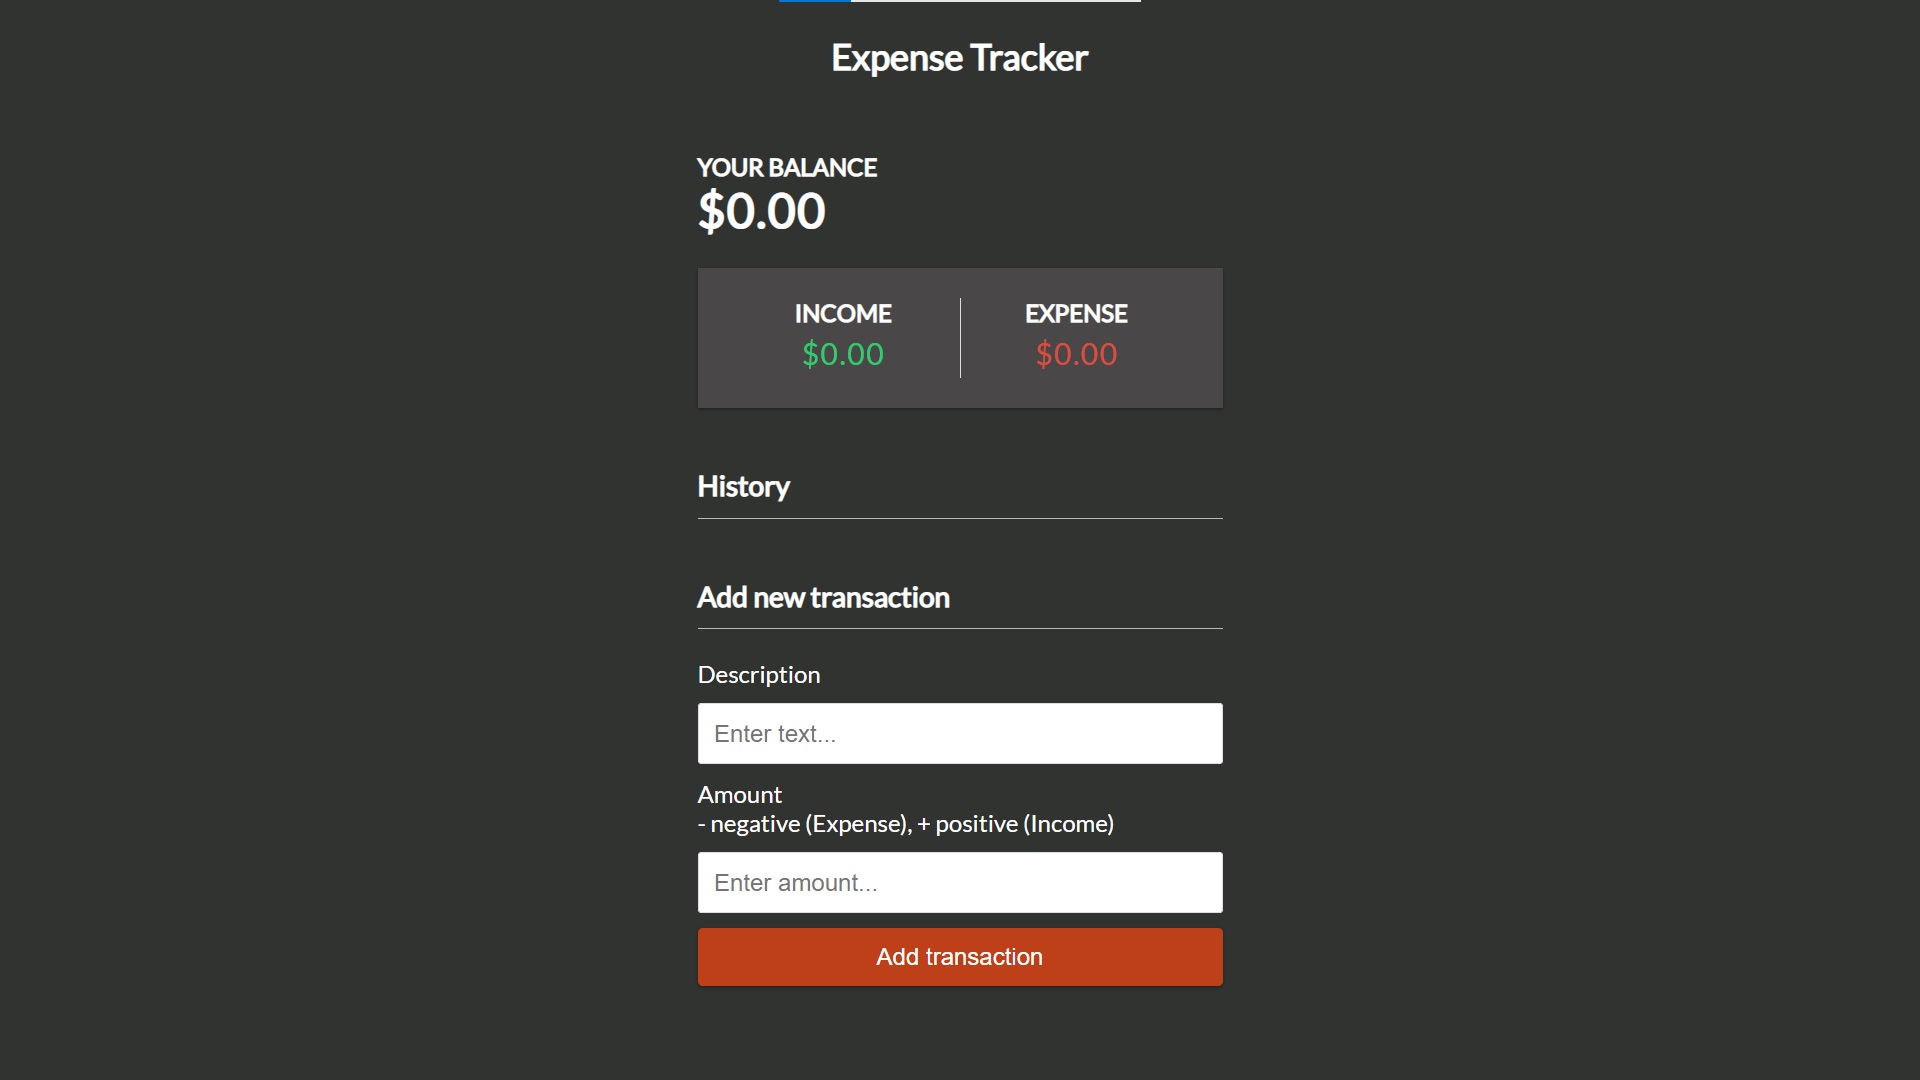 Expense Tracker
YOUR BALANCE
$0.00
INCOME
EXPENSE
$0.00
$0.00
History
Add new transaction
Description
Enter text...
Amount
- negative (Expense), + positive (Income)
Enter amount...
Add transaction